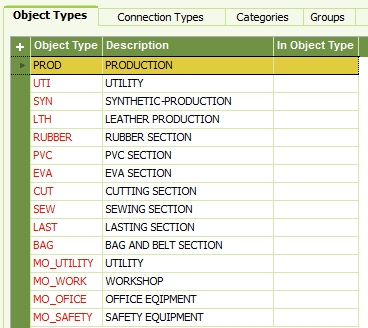 Object Types Connection Types Categories Groups
+ Object Type Description In Object Type
PROD PRODUCTION
UTI UTILITY
SYN SYNTHETIC-PRODUCTION
LTH LEATHER PRODUCTION
RUBBER RUBBER SECTION
PVC PVC SECTION
EVA EVA SECTION
CUT CUTTING SECTION
SEW SEWING SECTION
LAST LASTING SECTION
BAG BAG AND BELT SECTION
MO_UTILITY UTILITY
MO_WORK WORKSHOP
MO_OFICE OFFICE EQIPMENT
MO_SAFETY SAFETY EQUIPMENT